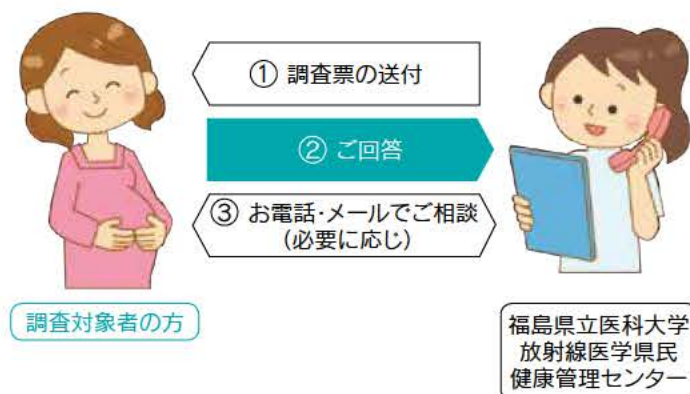 ① 調査票の送付
② ご回答
③ お電話・メールでご相談
(必要に応じ)
調査対象者の方
福島県立医科大学
放射線医学県民
健康管理センター